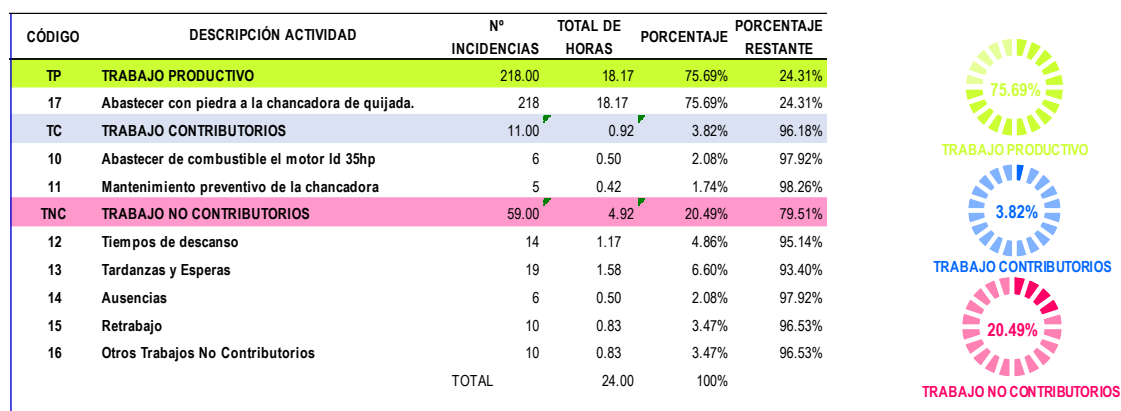 CÓDIGO DESCRIPCIÓN ACTIVIDAD Nº INCIDENCIAS TOTAL DE HORAS PORCENTAJE PORCENTAJE RESTANTE
TP TRABAJO PRODUCTIVO 218.00 18.17 75.69% 24.31%
17 Abastecer con piedra a la chancadora de quijada. 218 18.17 75.69% 24.31%
TC TRABAJO CONTRIBUTORIOS 11.00 0.92 3.82% 96.18%
10 Abastecer de combustible el motor ld 35hp 6 0.50 2.08% 97.92%
11 Mantenimiento preventivo de la chancadora 5 0.42 1.74% 98.26%
TNC TRABAJO NO CONTRIBUTORIOS 59.00 4.92 20.49% 79.51%
12 Tiempos de descanso 14 1.17 4.86% 95.14%
13 Tardanzas y Esperas 19 1.58 6.60% 93.40%
14 Ausencias 6 0.50 2.08% 97.92%
15 Retrabajo 10 0.83 3.47% 96.53%
16 Otros Trabajos No Contributorios 10 0.83 3.47% 96.53%
TOTAL 24.00 100%
75.69%
TRABAJO PRODUCTIVO
3.82%
TRABAJO CONTRIBUTORIOS
20.49%
TRABAJO NO CONTRIBUTORIOS